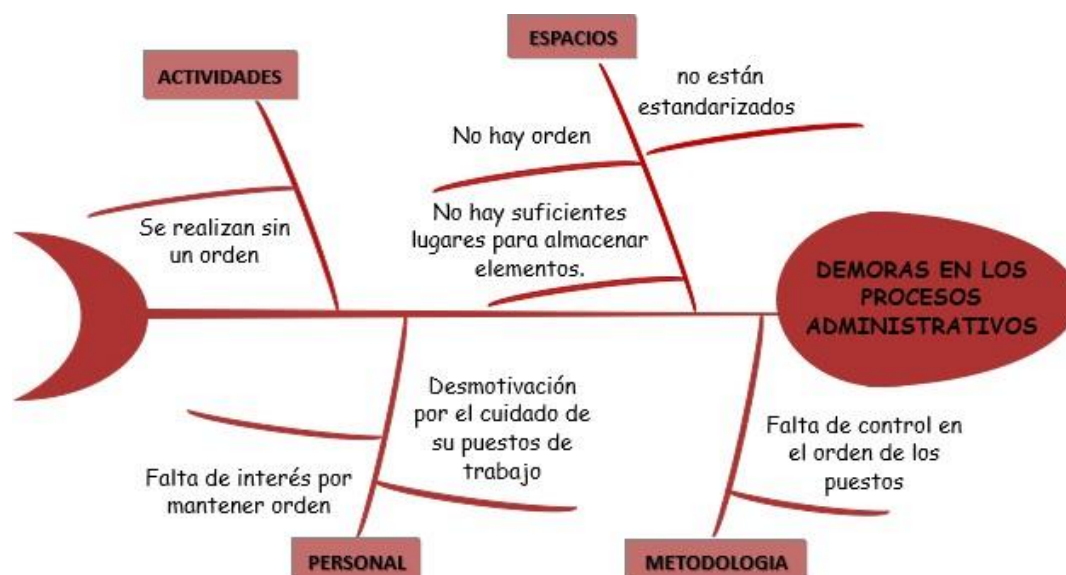 ACTIVIDADES
Se realizan sin
un orden
ESPACIOS
no están
estandarizados
No hay orden
No hay suficientes
lugares para almacenar
elementos.
DEMORAS EN LOS
PROCESOS
ADMINISTRATIVOS
Desmotivación
por el cuidado de
su puestos de
trabajo
Falta de interés por
mantener orden
PERSONAL
Falta de control en
el orden de los
puestos
METODOLOGIA